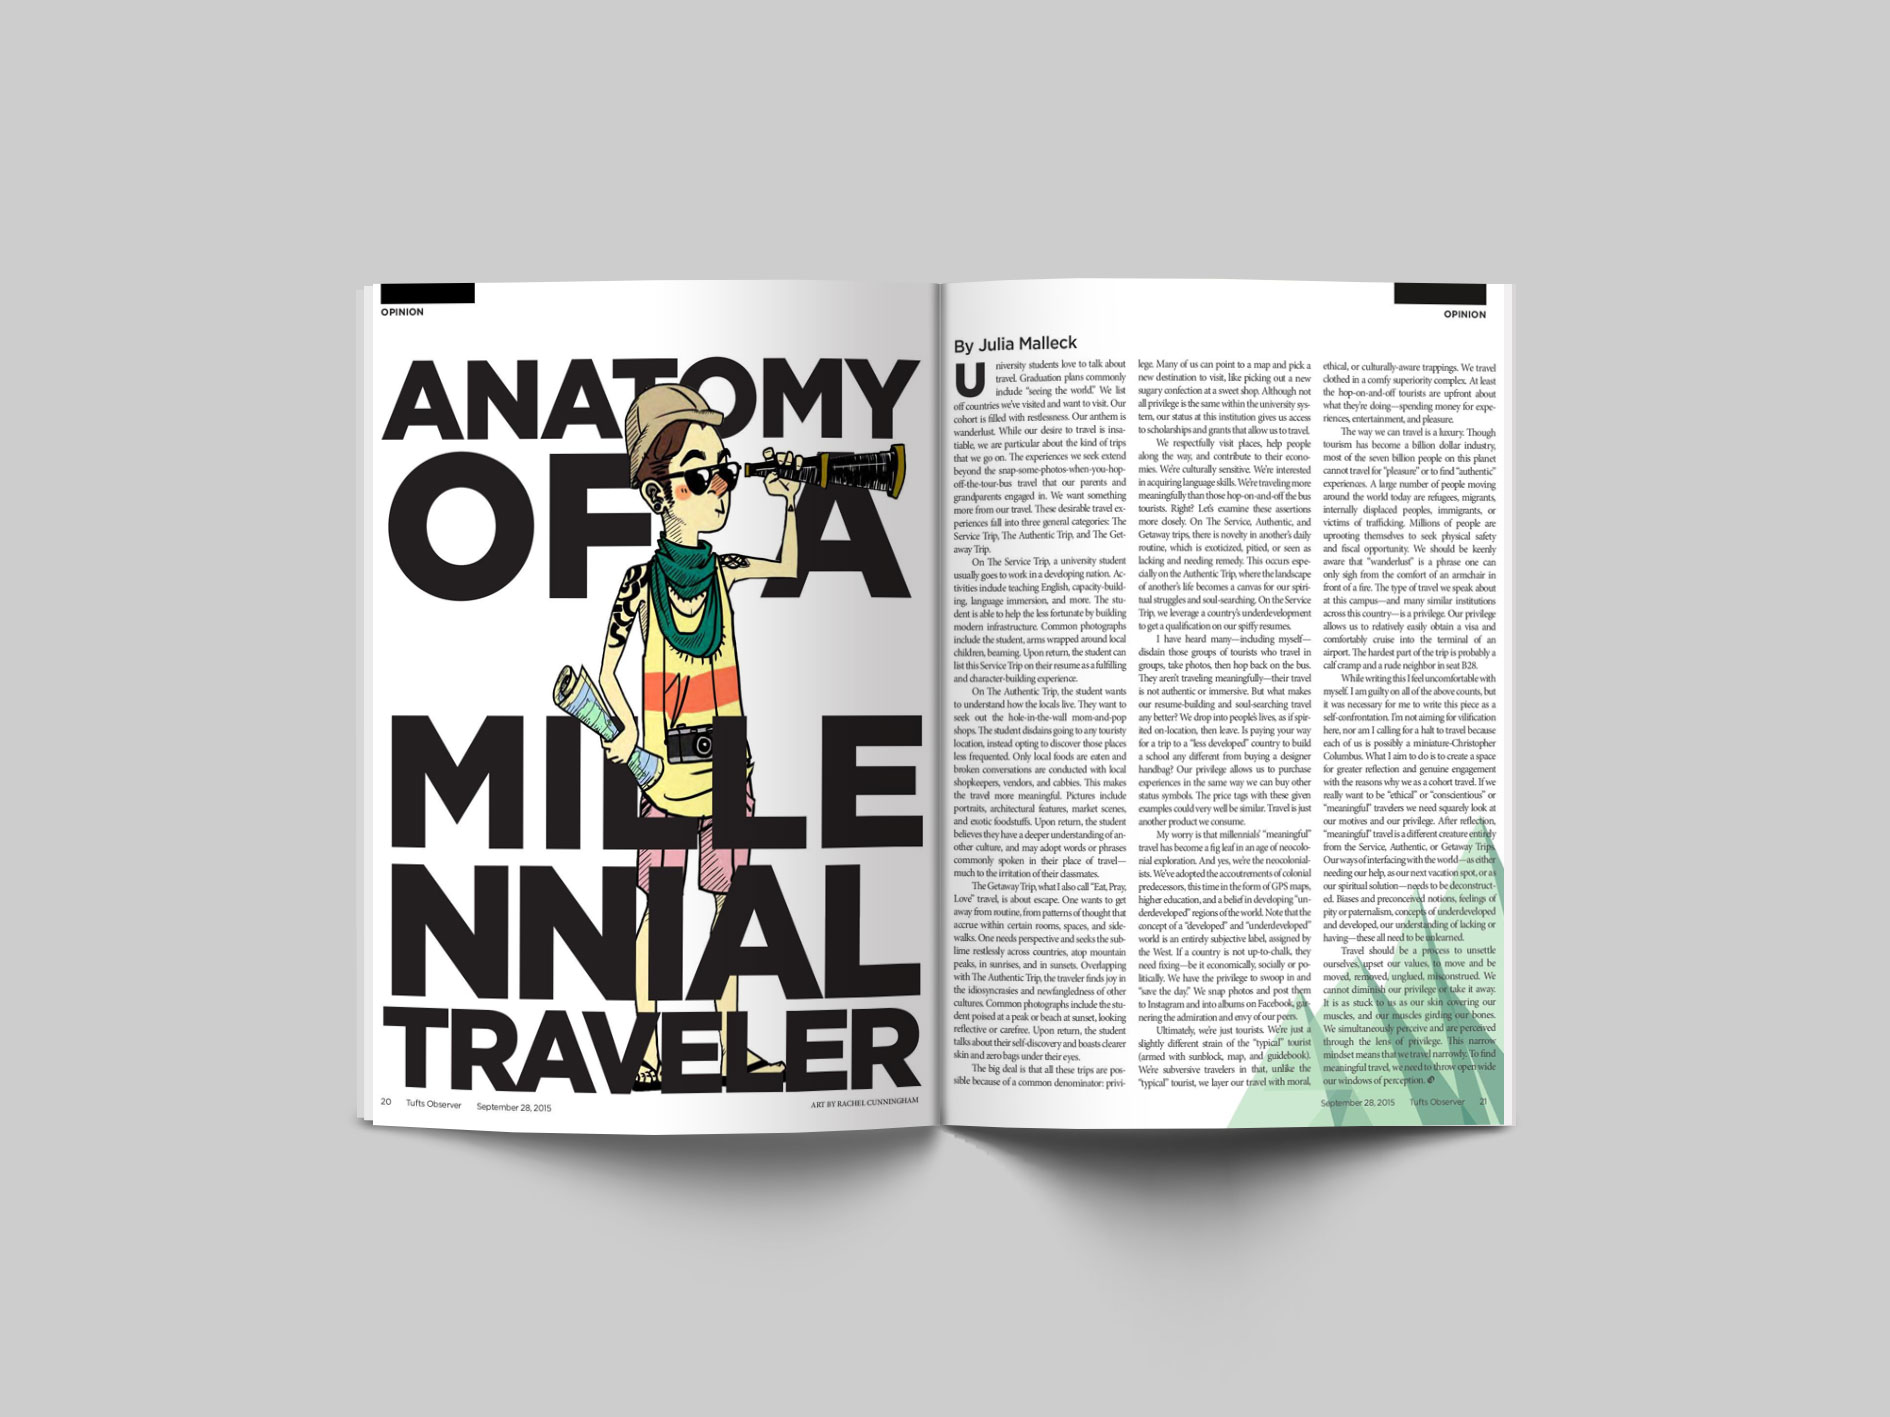 OPINION
ANATOMY
OF A
MILLE
NNIAL
TRAVELER
20 Tufts Observer September 28, 2015
ART BY RACHEL CUNNINGHAM
OPINION
By Julia Malleck
University students love to talk about
travel. Graduation plans commonly
include “seeing the world.” We list
off countries we’ve visited and want to visit. Our
cohort is filled with restlessness. Our anthem is
wanderlust. While our desire to travel is insa-
tiable, we are particular about the kind of trips
that we go on. The experiences we seek extend
beyond the snap-some-photos-when-you-hop-
off-the-tour-bus travel that our parents and
grandparents engaged in. We want something
more from our travel. These desirable travel ex-
periences fall into three general categories: The
Service Trip, The Authentic Trip, and The Get-
away Trip.
On The Service Trip, a university student
usually goes to work in a developing nation. Ac-
tivities include teaching English, capacity-build-
ing, language immersion, and more. The stu-
dent is able to help the less fortunate by building
modern infrastructure. Common photographs
include the student, arms wrapped around local
children, beaming. Upon return, the student can
list this Service Trip on their resume as a fulfilling
and character-building experience.
On The Authentic Trip, the student wants
to understand how the locals live. They want to
seek out the hole-in-the-wall mom-and-pop
shops. The student disdains going to any touristy
location, instead opting to discover those places
less frequented. Only local foods are eaten and
broken conversations are conducted with local
shopkeepers, vendors, and cabbies. This makes
the travel more meaningful. Pictures include
portraits, architectural features, market scenes,
and exotic foodstuffs. Upon return, the student
believes they have a deeper understanding of an-
other culture, and may adopt words or phrases
commonly spoken in their place of travel—
much to the irritation of their classmates.
The Getaway Trip, what I also call “Eat, Pray,
Love” travel, is about escape. One wants to get
away from routine, from patterns of thought that
accrue within certain rooms, spaces, and side-
walks. One needs perspective and seeks the sub-
lime restlessly across countries, atop mountain
peaks, in sunrises, and in sunsets. Overlapping
with The Authentic Trip, the traveler finds joy in
the idiosyncrasies and newfangledness of other
cultures. Common photographs include the stu-
dent poised at a peak or beach at sunset, looking
reflective or carefree. Upon return, the student
talks about their self-discovery and boasts clearer
skin and zero bags under their eyes.
The big deal is that all these trips are pos-
sible because of a common denominator: privi-
lege. Many of us can point to a map and pick a
new destination to visit, like picking out a new
sugary confection at a sweet shop. Although not
all privilege is the same within the university sys-
tem, our status at this institution gives us access
to scholarships and grants that allow us to travel.
We respectfully visit places, help people
along the way, and contribute to their econo-
mies. We’re culturally sensitive. We’re interested
in acquiring language skills. We’re traveling more
meaningfully than those hop-on-and-off the bus
tourists. Right? Let’s examine these assertions
more closely. On The Service, Authentic, and
Getaway trips, there is novelty in another’s daily
routine, which is exoticized, pitied, or seen as
lacking and needing remedy. This occurs espe-
cially on the Authentic Trip, where the landscape
of another’s life becomes a canvas for our spiri-
tual struggles and soul-searching. On the Service
Trip, we leverage a country’s underdevelopment
to get a qualification on our spiffy resumes.
I have heard many—including myself—
disdain those groups of tourists who travel in
groups, take photos, then hop back on the bus.
They aren’t traveling meaningfully—their travel
is not authentic or immersive. But what makes
our resume-building and soul-searching travel
any better? We drop into people’s lives, as if spir-
ited on-location, then leave. Is paying your way
for a trip to a “less developed” country to build
a school any different from buying a designer
handbag? Our privilege allows us to purchase
experiences in the same way we can buy other
status symbols. The price tags with these given
examples could very well be similar. Travel is just
another product we consume.
My worry is that millennials’ “meaningful”
travel has become a fig leaf in an age of neocolo-
nial exploration. And yes, we’re the neocolonial-
ists. We’ve adopted the accoutrements of colonial
predecessors, this time in the form of GPS maps,
higher education, and a belief in developing “un-
derdeveloped” regions of the world. Note that the
concept of a “developed” and “underdeveloped”
world is an entirely subjective label, assigned by
the West. If a country is not up-to-chalk, they
need fixing—be it economically, socially or po-
litically. We have the privilege to swoop in and
“save the day.” We snap photos and post them
to Instagram and into albums on Facebook, gar-
nering the admiration and envy of our peers.
Ultimately, we’re just tourists. We’re just a
slightly different strain of the “typical” tourist
(armed with sunblock, map, and guidebook).
We’re subversive travelers in that, unlike the
“typical” tourist, we layer our travel with moral,
ethical, or culturally-aware trappings. We travel
clothed in a comfy superiority complex. At least
the hop-on-and-off tourists are upfront about
what they’re doing—spending money for expe-
riences, entertainment, and pleasure.
The way we can travel is a luxury. Though
tourism has become a billion dollar industry,
most of the seven billion people on this planet
cannot travel for “pleasure” or to find “authentic”
experiences. A large number of people moving
around the world today are refugees, migrants,
internally displaced peoples, immigrants, or
victims of trafficking. Millions of people are
uprooting themselves to seek physical safety
and fiscal opportunity. We should be keenly
aware that “wanderlust” is a phrase one can
only sigh from the comfort of an armchair in
front of a fire. The type of travel we speak about
at this campus—and many similar institutions
across this country—is a privilege. Our privilege
allows us to relatively easily obtain a visa and
comfortably cruise into the terminal of an
airport. The hardest part of the trip is probably a
calf cramp and a rude neighbor in seat B28.
While writing this I feel uncomfortable with
myself. I am guilty on all of the above counts, but
it was necessary for me to write this piece as a
self-confrontation. I’m not aiming for vilification
here, nor am I calling for a halt to travel because
each of us is possibly a miniature-Christopher
Columbus. What I aim to do is to create a space
for greater reflection and genuine engagement
with the reasons why we as a cohort travel. If we
really want to be “ethical” or “conscientious” or
“meaningful” travelers we need squarely look at
our motives and our privilege. After reflection,
“meaningful” travel is a different creature entirely
from the Service, Authentic, or Getaway Trips.
Our ways of interfacing with the world—as either
needing our help, as our next vacation spot, or as
our spiritual solution—needs to be deconstruct-
ed. Biases and preconceived notions, feelings of
pity or paternalism, concepts of underdeveloped
and developed, our understanding of lacking or
having—these all need to be unlearned.
Travel should be a process to unsettle
ourselves, upset our values, to move and be
moved, removed, unglued, misconstrued. We
cannot diminish our privilege or take it away.
It is as stuck to us as our skin covering our
muscles, and our muscles girding our bones.
We simultaneously perceive and are perceived
through the lens of privilege. This narrow
mindset means that we travel narrowly. To find
meaningful travel, we need to throw open wide
our windows of perception.
September 28, 2015 Tufts Observer 21